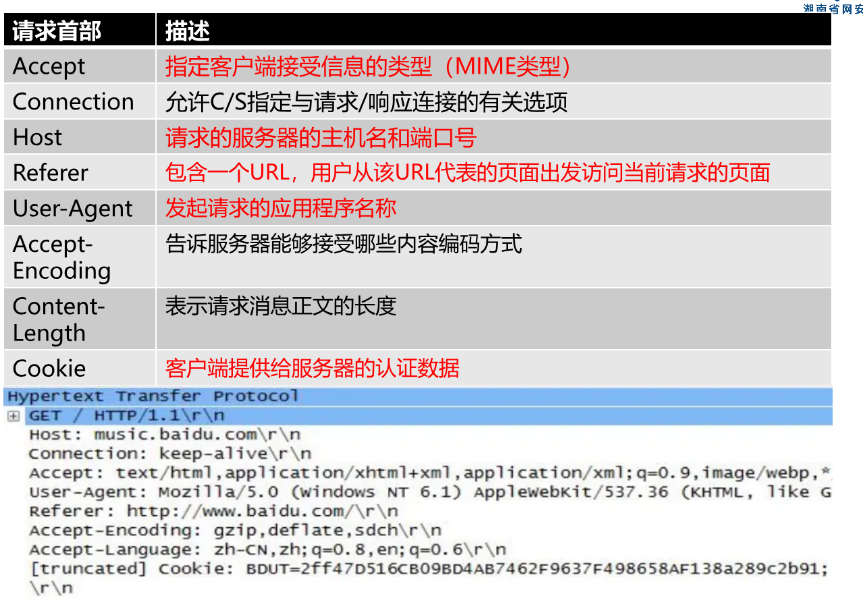 湖南省网安
请求首部 描述
Accept 指定客户端接受信息的类型（MIME类型）
Connection 允许C/S指定与请求/响应连接的有关选项
Host 请求的服务器的主机名和端口号
Referer 包含一个URL，用户从该URL代表的页面出发访问当前请求的页面
User-Agent 发起请求的应用程序名称
Accept- 告诉服务器能够接受哪些内容编码方式
Encoding
Content- 表示请求消息正文的长度
Length
Cookie 客户端提供给服务器的认证数据
Hypertext Transfer Protocol
GET / HTTP/1.1\r\n
Host: music.baidu.com\r\n
Connection: keep-alive\r\n
Accept: text/html,application/xhtml+xml,application/xml;q=0.9,image/webp,*
User-Agent: Mozilla/5.0 (Windows NT 6.1) AppleWebKit/537.36 (KHTML, like G
Referer: http://www.baidu.com/\r\n
Accept-Encoding: gzip,deflate,sdch\r\n
Accept-Language: zh-CN,zh;q=0.8,en;q=0.6\r\n
[truncated] Cookie: BDUT=2ff47D516CB09BD4AB7462F9637F498658AF138a289c2b91;
\r\n